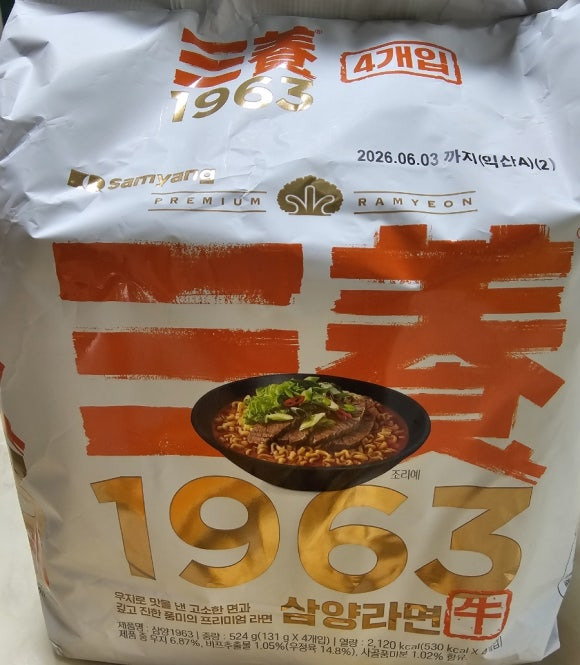 三養
4개입
1963
2026.06.03 까지(익산A)(2)
samyang
PREMIUM RAMYEON
三養
조리예
1963
우지로 맛을 낸 고소한 면과
깊고 진한 풍미의 프리미엄 라면
삼양라면 牛
제품명 : 삼양1963 | 총량 : 524 g(131 g X 4개입) | 열량 : 2,120 kcal(530 kcal X 4개입)
제품 중 우지 6.87%, 비프추출물 1.05%(우정육 14.8%), 사골풍미분 1.02% 함유